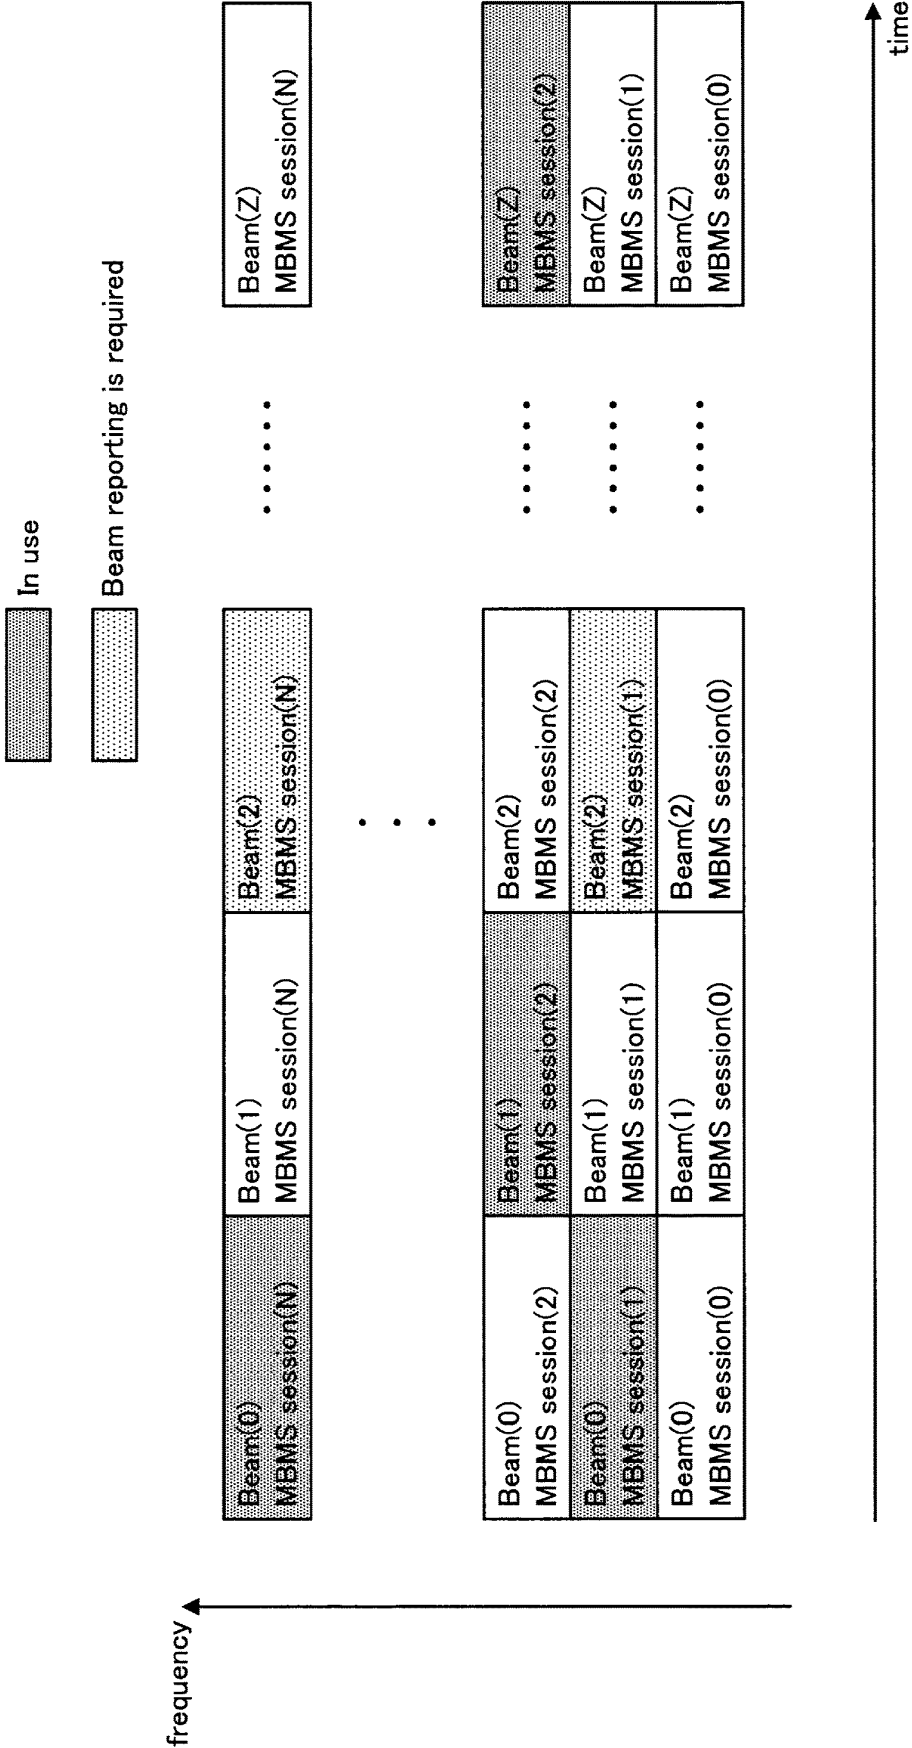 In use
Beam reporting is required
frequency
Beam(0)
MBMS session(N)
Beam(1)
MBMS session(N)
Beam(2)
MBMS session(N)
Beam(Z)
MBMS session(N)
Beam(0)
MBMS session(2)
Beam(1)
MBMS session(2)
Beam(2)
MBMS session(2)
Beam(Z)
MBMS session(2)
Beam(0)
MBMS session(1)
Beam(1)
MBMS session(1)
Beam(2)
MBMS session(1)
Beam(Z)
MBMS session(1)
Beam(0)
MBMS session(0)
Beam(1)
MBMS session(0)
Beam(2)
MBMS session(0)
Beam(Z)
MBMS session(0)
time